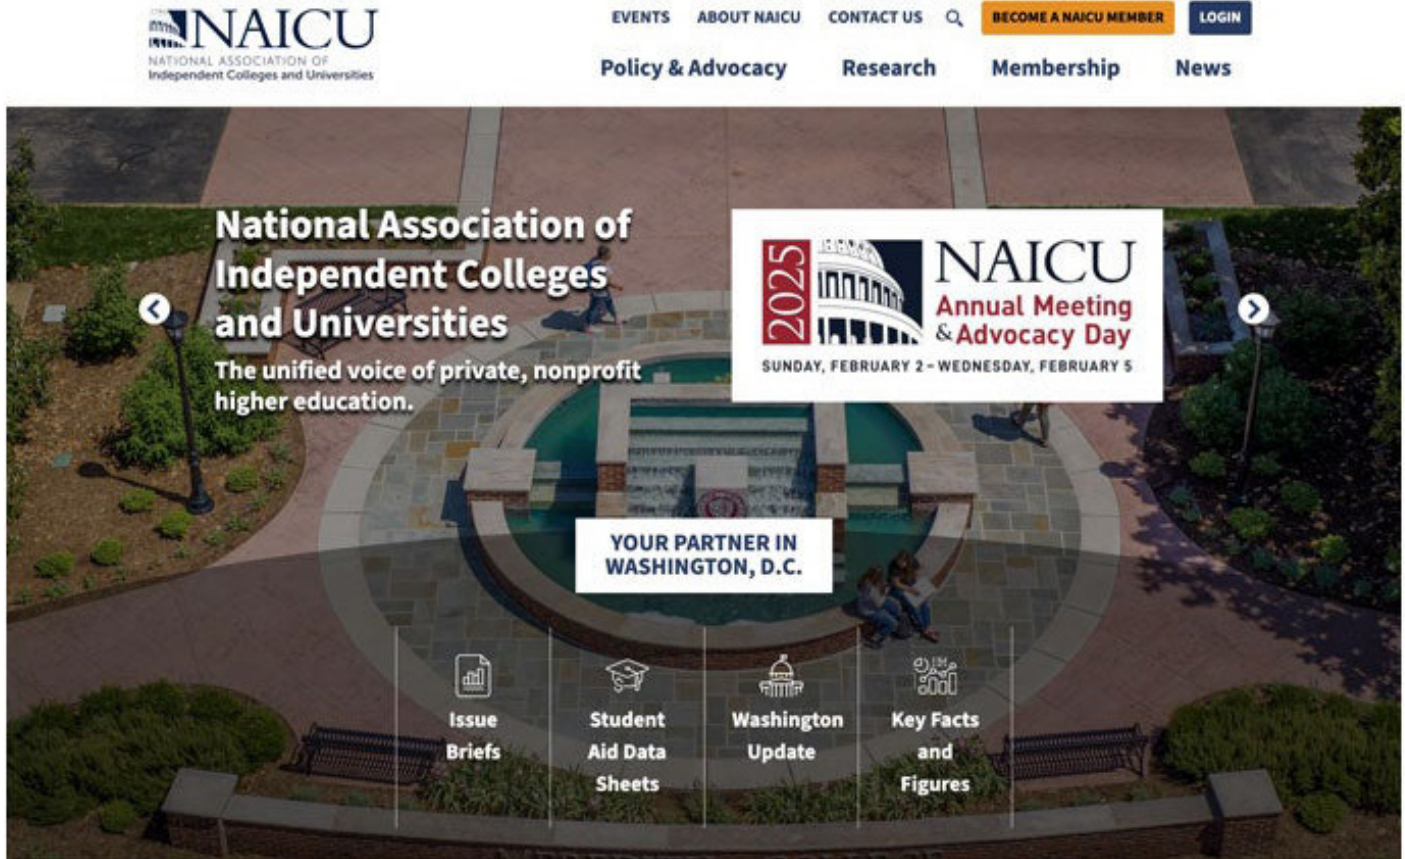 NAICU
NATIONAL ASSOCIATION OF
Independent Colleges and Universities
EVENTS ABOUT NAICU CONTACT US BECOME A NAICU MEMBER LOGIN
Policy & Advocacy Research Membership News
National Association of
Independent Colleges
and Universities
The unified voice of private, nonprofit
higher education.
2025
NAICU
Annual Meeting
& Advocacy Day
SUNDAY, FEBRUARY 2 – WEDNESDAY, FEBRUARY 5
YOUR PARTNER IN
WASHINGTON, D.C.
Issue
Briefs
Student
Aid Data
Sheets
Washington
Update
Key Facts
and
Figures